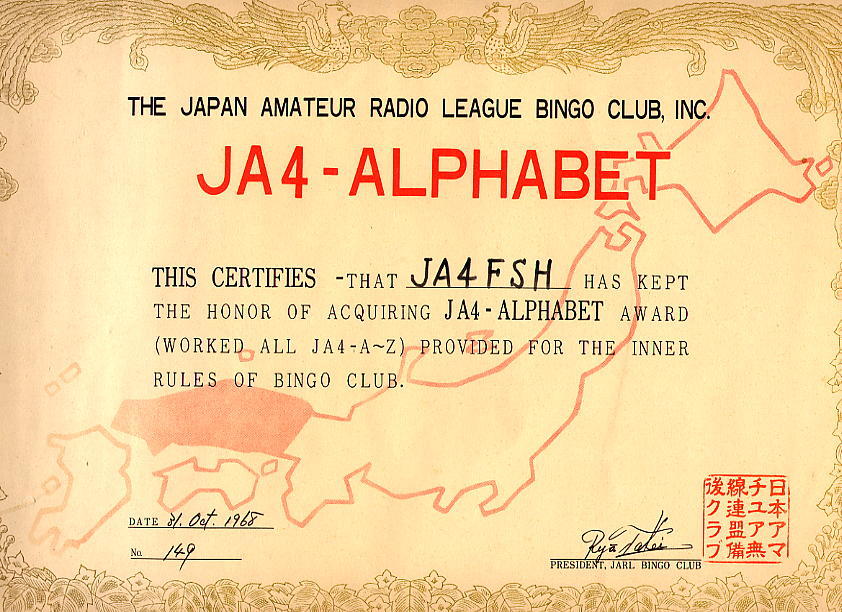 THE JAPAN AMATEUR RADIO LEAGUE BINGO CLUB, INC.
JA4-ALPHABET
THIS CERTIFIES -THAT JA4FSH HAS KEPT
THE HONOR OF ACQUIRING JA4-ALPHABET AWARD
(WORKED ALL JA4-A~Z) PROVIDED FOR THE INNER
RULES OF BINGO CLUB.
DATE 31. Oct. 1968
No. 149
日本アマ
チユア無
線連盟備
後クラブ
PRESIDENT, JARL BINGO CLUB